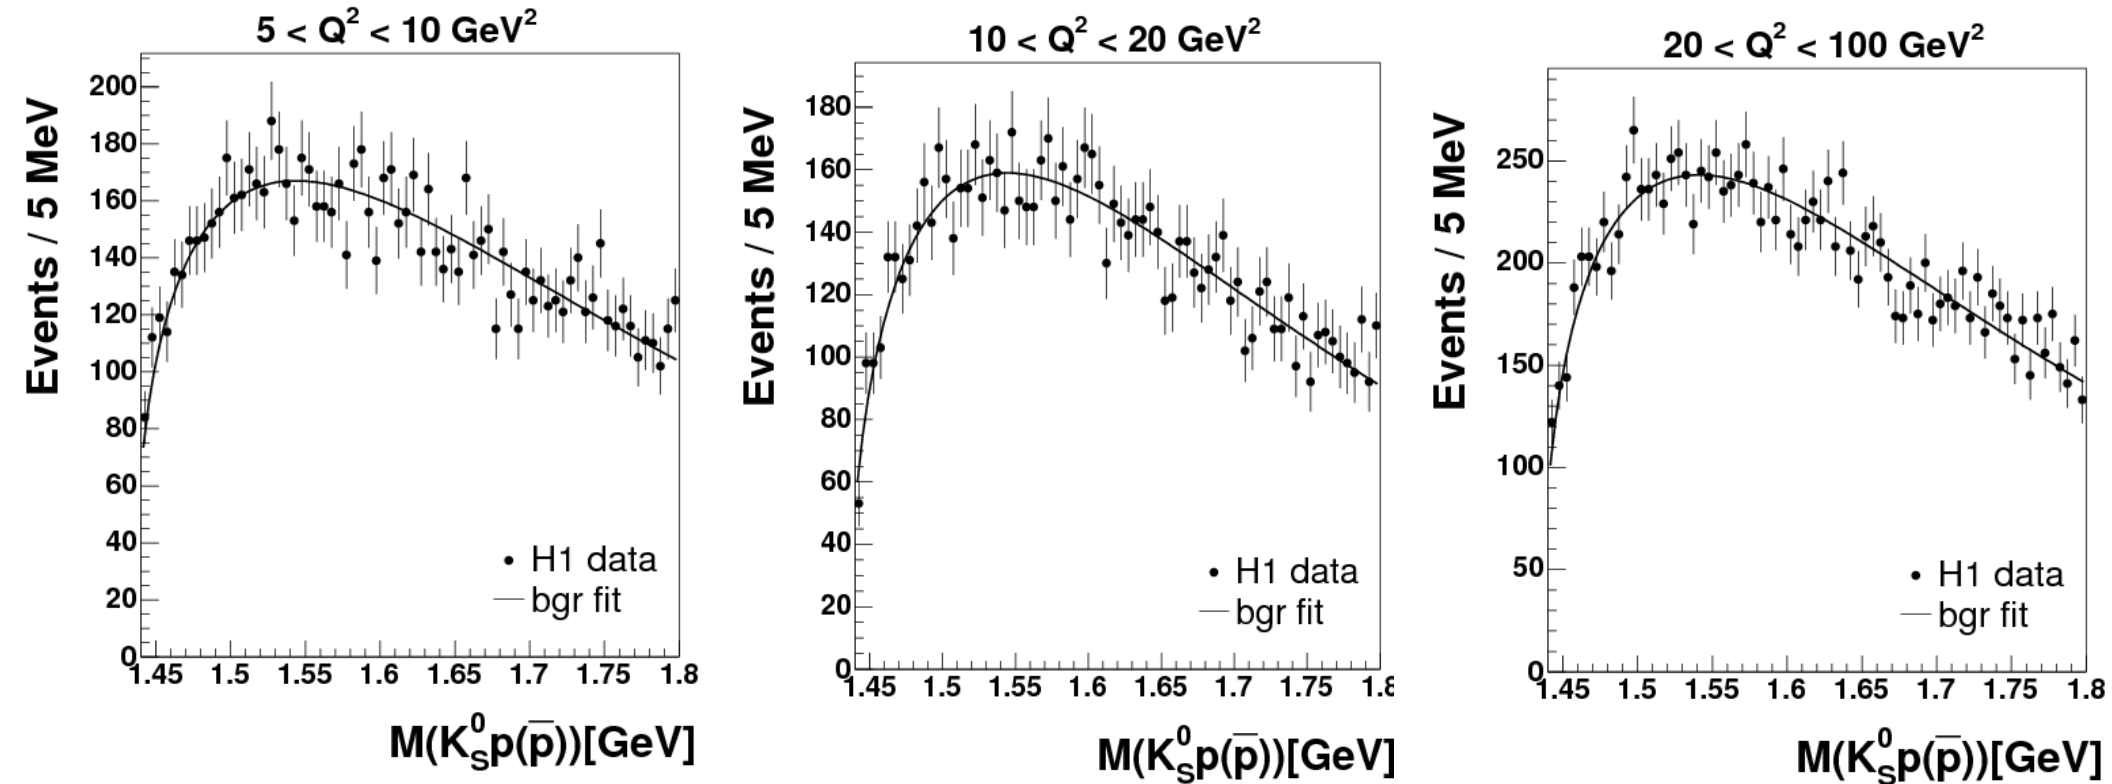 5 < Q² < 10 GeV²
Events / 5 MeV
200
180
160
140
120
100
80
60
40
20
0
1.45 1.5 1.55 1.6 1.65 1.7 1.75 1.8
H1 data
bgr fit
M(K⁰_S p(p̅))[GeV]
10 < Q² < 20 GeV²
Events / 5 MeV
180
160
140
120
100
80
60
40
20
0
1.45 1.5 1.55 1.6 1.65 1.7 1.75 1.8
H1 data
bgr fit
M(K⁰_S p(p̅))[GeV]
20 < Q² < 100 GeV²
Events / 5 MeV
250
200
150
100
50
0
1.45 1.5 1.55 1.6 1.65 1.7 1.75 1.8
H1 data
bgr fit
M(K⁰_S p(p̅))[GeV]